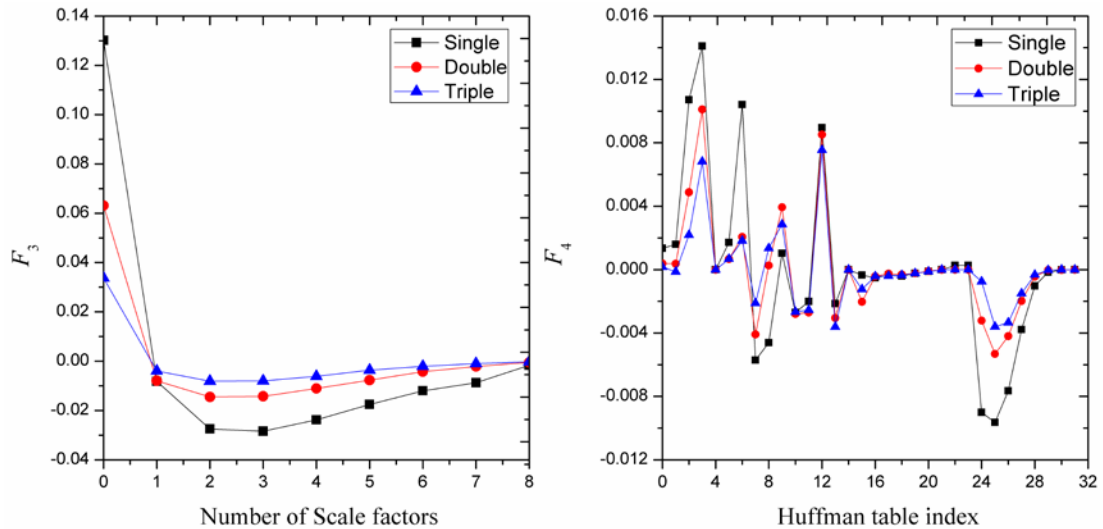 0.14
0.12
0.10
0.08
0.06
0.04
0.02
0.00
-0.02
-0.04
F3
0 1 2 3 4 5 6 7 8
Number of Scale factors
Single
Double
Triple
0.016
0.012
0.008
0.004
0.000
-0.004
-0.008
-0.012
F4
0 4 8 12 16 20 24 28 32
Huffman table index
Single
Double
Triple